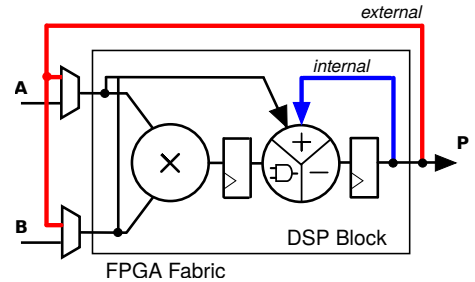 external
internal
A
×
+
−
P
B
DSP Block
FPGA Fabric